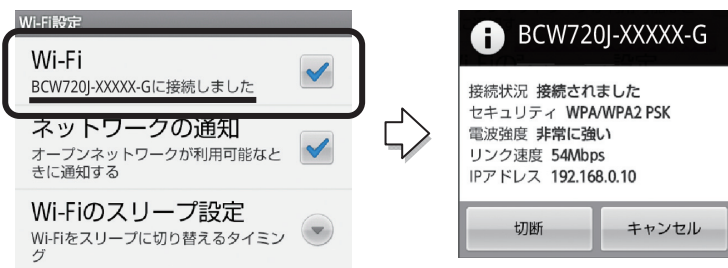 Wi-Fi設定
Wi-Fi
BCW720J-XXXXX-Gに接続しました
ネットワークの通知
オープンネットワークが利用可能なと
きに通知する
Wi-Fiのスリープ設定
Wi-Fiをスリープに切り替えるタイミン
グ
BCW720J-XXXXX-G
接続状況 接続されました
セキュリティ WPA/WPA2 PSK
電波強度 非常に強い
リンク速度 54Mbps
IPアドレス 192.168.0.10
切断
キャンセル